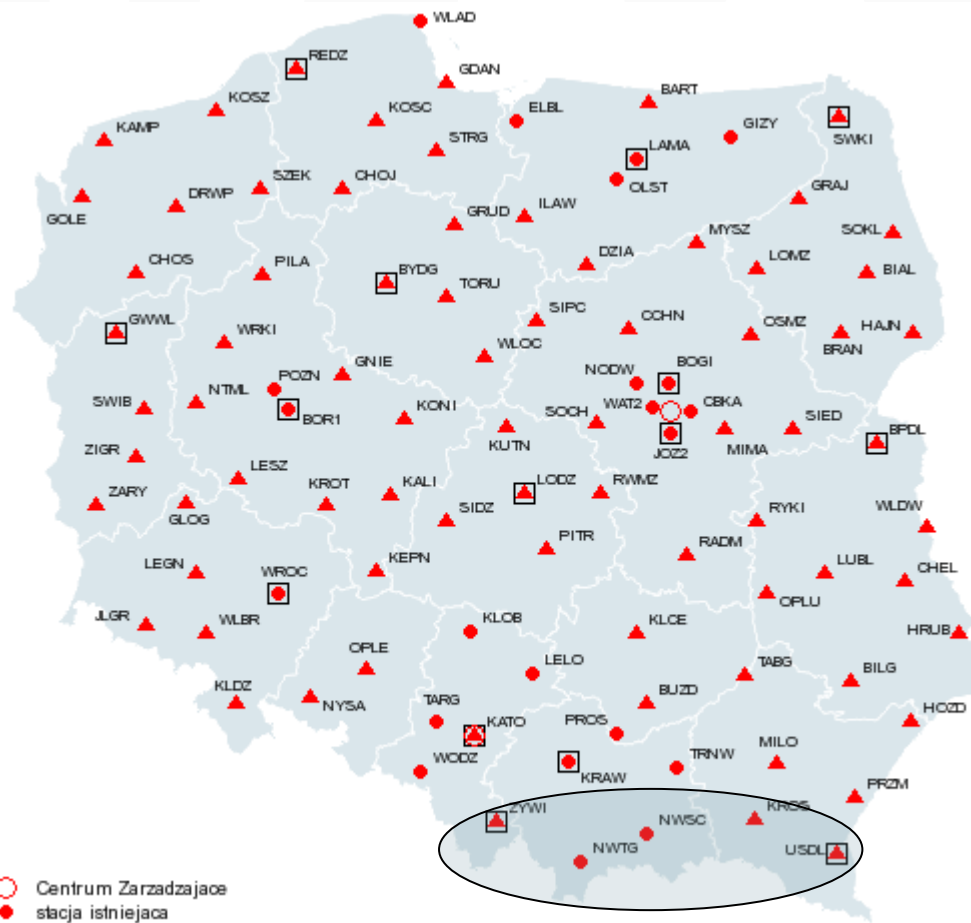 WLAD
REDZ
GDAN
KOSZ
KOSC
ELBL
BART
GIZY
SWKI
KAMP
STRG
LAMA
OLST
GOLE
DRWP
SZEK
CHOJ
GRUD
ILAW
GRAJ
SOKL
MYSZ
DZIA
LOMZ
BIAL
CHOS
PILA
BYDG
TORU
SIPC
CCHN
OSMZ
BRAN
HAJN
GWWL
WRKI
WLOC
GNIE
POZN
NODW
BOGI
SWIB
NTML
BOR1
KONI
KUTN
SOCH
WAT2
CBKA
JOZ2
MIMA
SIED
BPDL
ZIGR
LESZ
ZARY
GLOG
KROT
KALI
SIDZ
LODZ
RWMZ
RYKI
WLDW
PITR
RADM
LEGN
WROC
KEPN
LUBL
CHEL
OPLU
JLGR
WLBR
KLOB
KLCE
HRUB
OPLE
LELO
TABG
BILG
KLDZ
NYSA
TARG
KATO
PROS
BUZD
HOZD
WODZ
KRAW
TRNW
MILO
PRZM
ZYWI
NWSC
KROS
NWTG
USDL
Centrum Zarzadzajace
stacja istniejaca